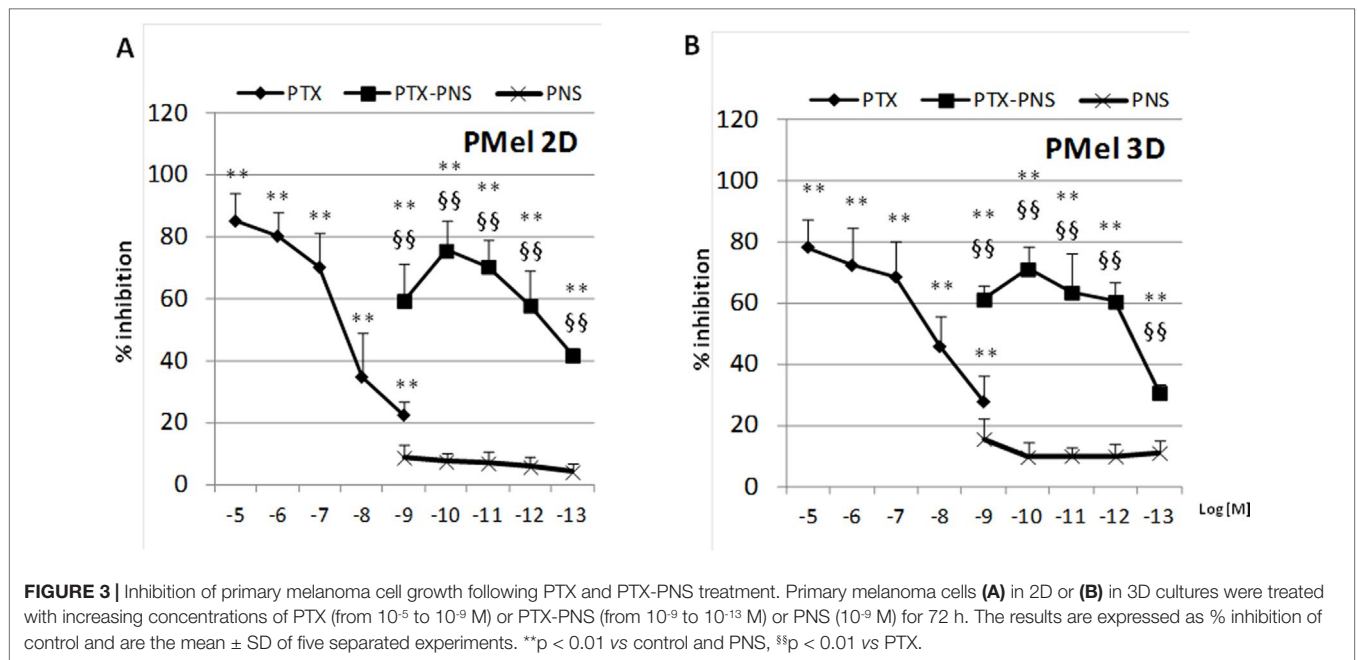 A
PTX PTX-PNS PNS
PMel 2D
% inhibition
120
100
80
60
40
20
0
** ** ** ** **
** ** ** ** **
§§ §§ §§ §§ §§
-5 -6 -7 -8 -9 -10 -11 -12 -13
B
PTX PTX-PNS PNS
PMel 3D
% inhibition
120
100
80
60
40
20
0
** ** ** ** **
** ** ** ** **
§§ §§ §§ §§ §§
-5 -6 -7 -8 -9 -10 -11 -12 -13
Log [M]
FIGURE 3 | Inhibition of primary melanoma cell growth following PTX and PTX-PNS treatment. Primary melanoma cells (A) in 2D or (B) in 3D cultures were treated
with increasing concentrations of PTX (from 10⁻⁵ to 10⁻⁹ M) or PTX-PNS (from 10⁻⁹ to 10⁻¹³ M) or PNS (10⁻⁹ M) for 72 h. The results are expressed as % inhibition of
control and are the mean ± SD of five separated experiments. **p < 0.01 vs control and PNS, §§p < 0.01 vs PTX.